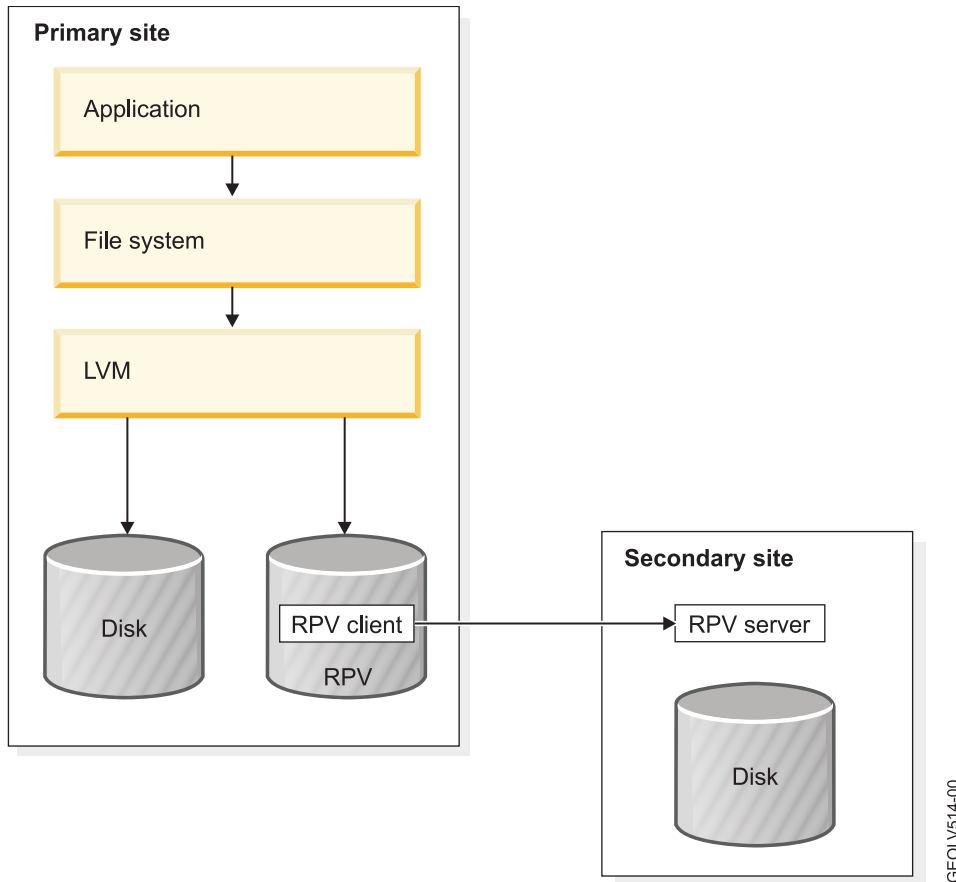 Primary site
Application
File system
LVM
Disk
RPV client
RPV
Secondary site
RPV server
Disk
GEOLV514-00